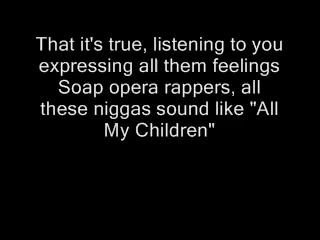 That it's true, listening to you
expressing all them feelings
Soap opera rappers, all
these niggas sound like "All
My Children"